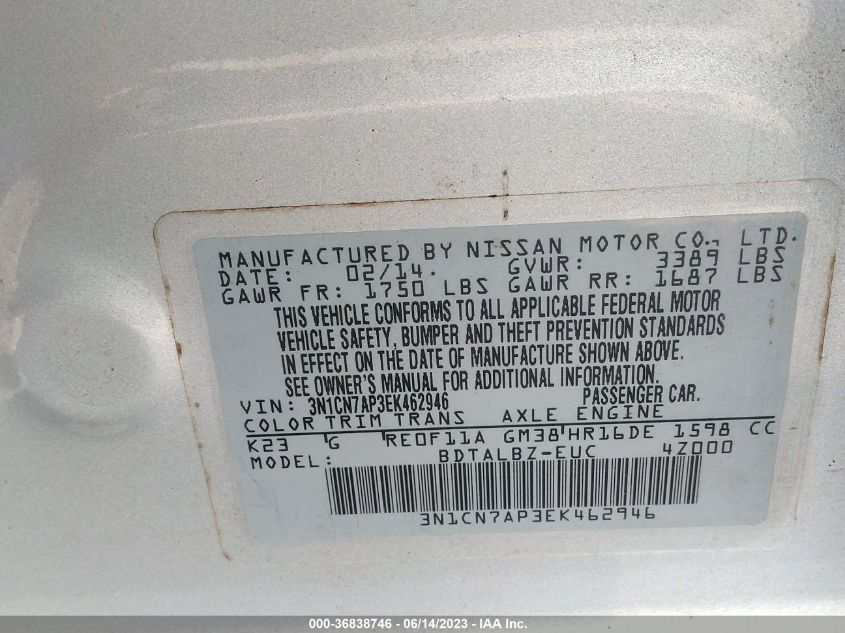 MANUFACTURED BY NISSAN MOTOR CO., LTD.
DATE: 02/14. GVWR: 3389 LBS
GAWR FR: 1750 LBS GAWR RR: 1687 LBS
THIS VEHICLE CONFORMS TO ALL APPLICABLE FEDERAL MOTOR
VEHICLE SAFETY, BUMPER AND THEFT PREVENTION STANDARDS
IN EFFECT ON THE DATE OF MANUFACTURE SHOWN ABOVE.
SEE OWNER'S MANUAL FOR ADDITIONAL INFORMATION.
VIN: 3N1CN7AP3EK462946 PASSENGER CAR.
COLOR TRIM TRANS AXLE ENGINE
K23 G RE0F11A GM38 HR16DE 1598 CC
MODEL: BDTALBZ-EUC 4Z000
3N1CN7AP3EK462946
000-36838746 - 06/14/2023 - IAA Inc.